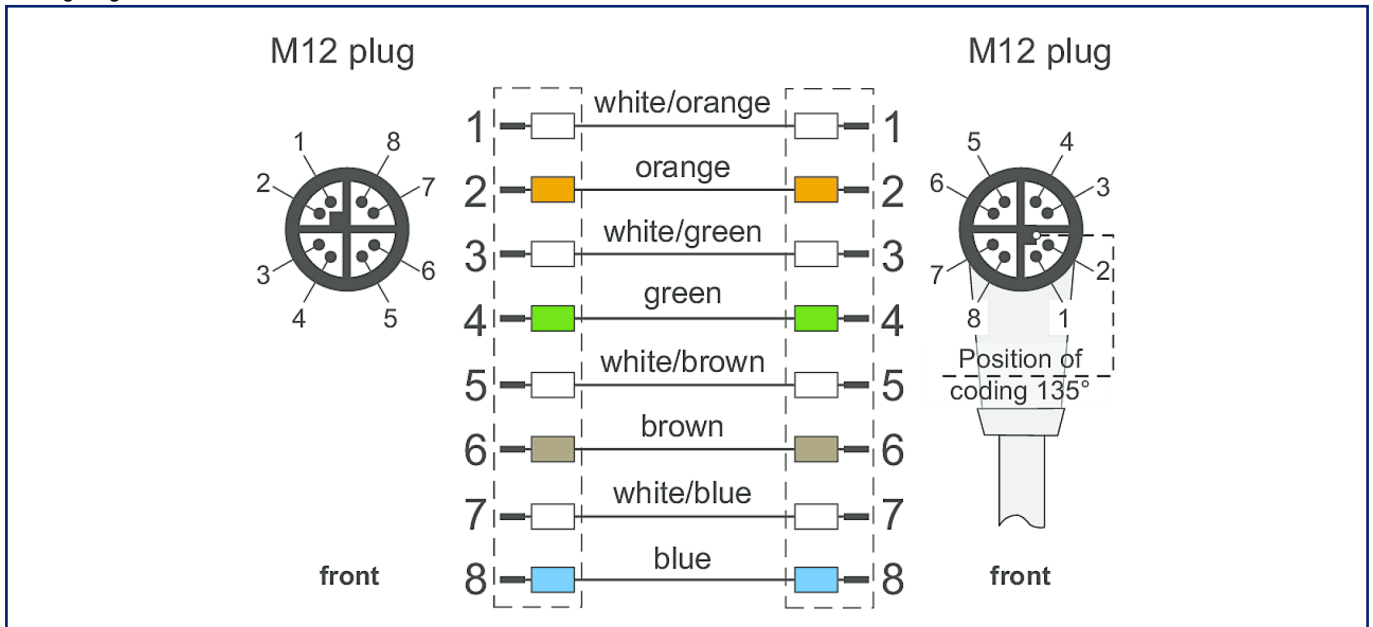 M12 plug
M12 plug
1 white/orange 1
2 orange 2
3 white/green 3
4 green 4
5 white/brown 5
6 brown 6
7 white/blue 7
8 blue 8
1 8
2 7
3 6
4 5
5 4
6 3
7 2
8 1
Position of
coding 135°
front
front